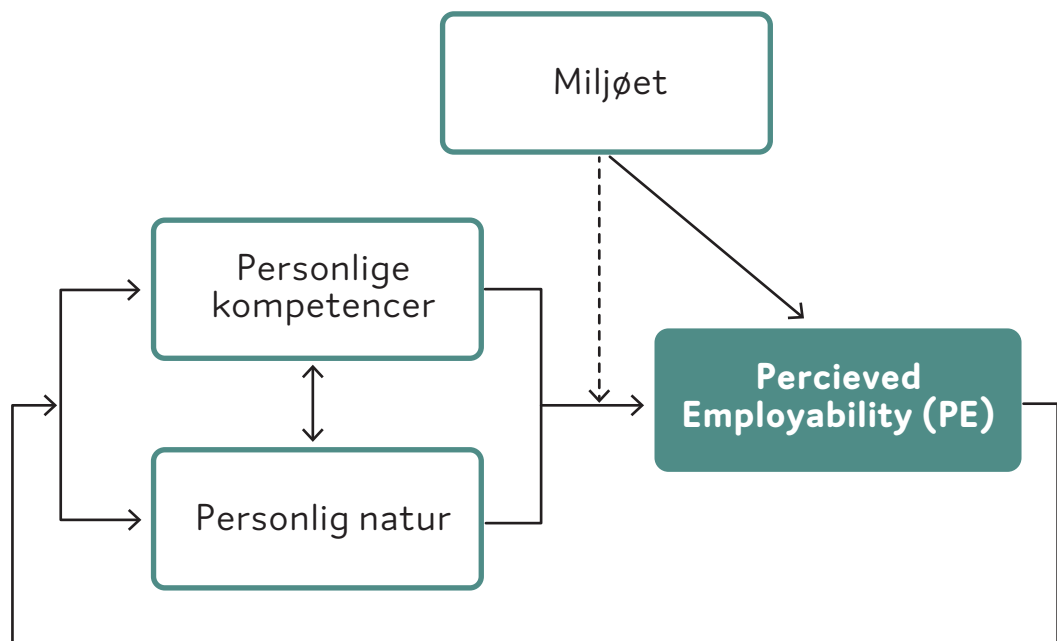 Miljøet
Personlige
kompetencer
Percieved
Employability (PE)
Personlig natur